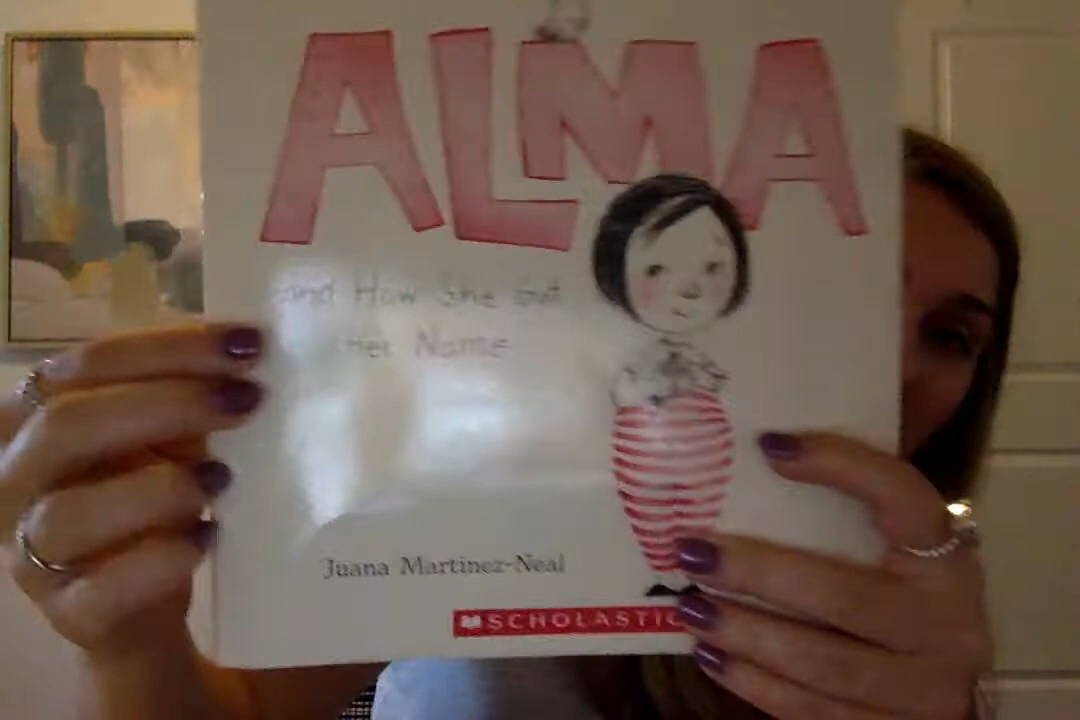 ALMA
and How She Got
Her Name
Juana Martinez-Neal
SCHOLASTIC